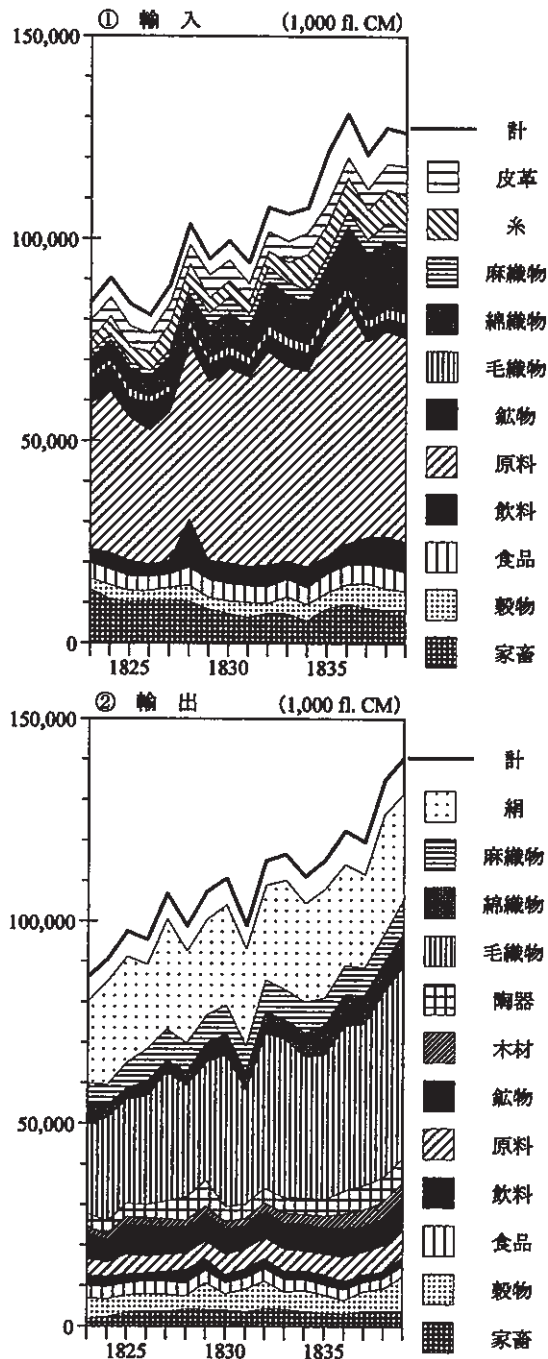 ① 輸入 (1,000 fl. CM)
150,000
100,000
50,000
0
1825 1830 1835
計
皮革
糸
麻織物
綿織物
毛織物
鉱物
原料
飲料
食品
穀物
家畜
② 輸出 (1,000 fl. CM)
150,000
100,000
50,000
0
1825 1830 1835
計
絹
麻織物
綿織物
毛織物
陶器
木材
鉱物
原料
飲料
食品
穀物
家畜